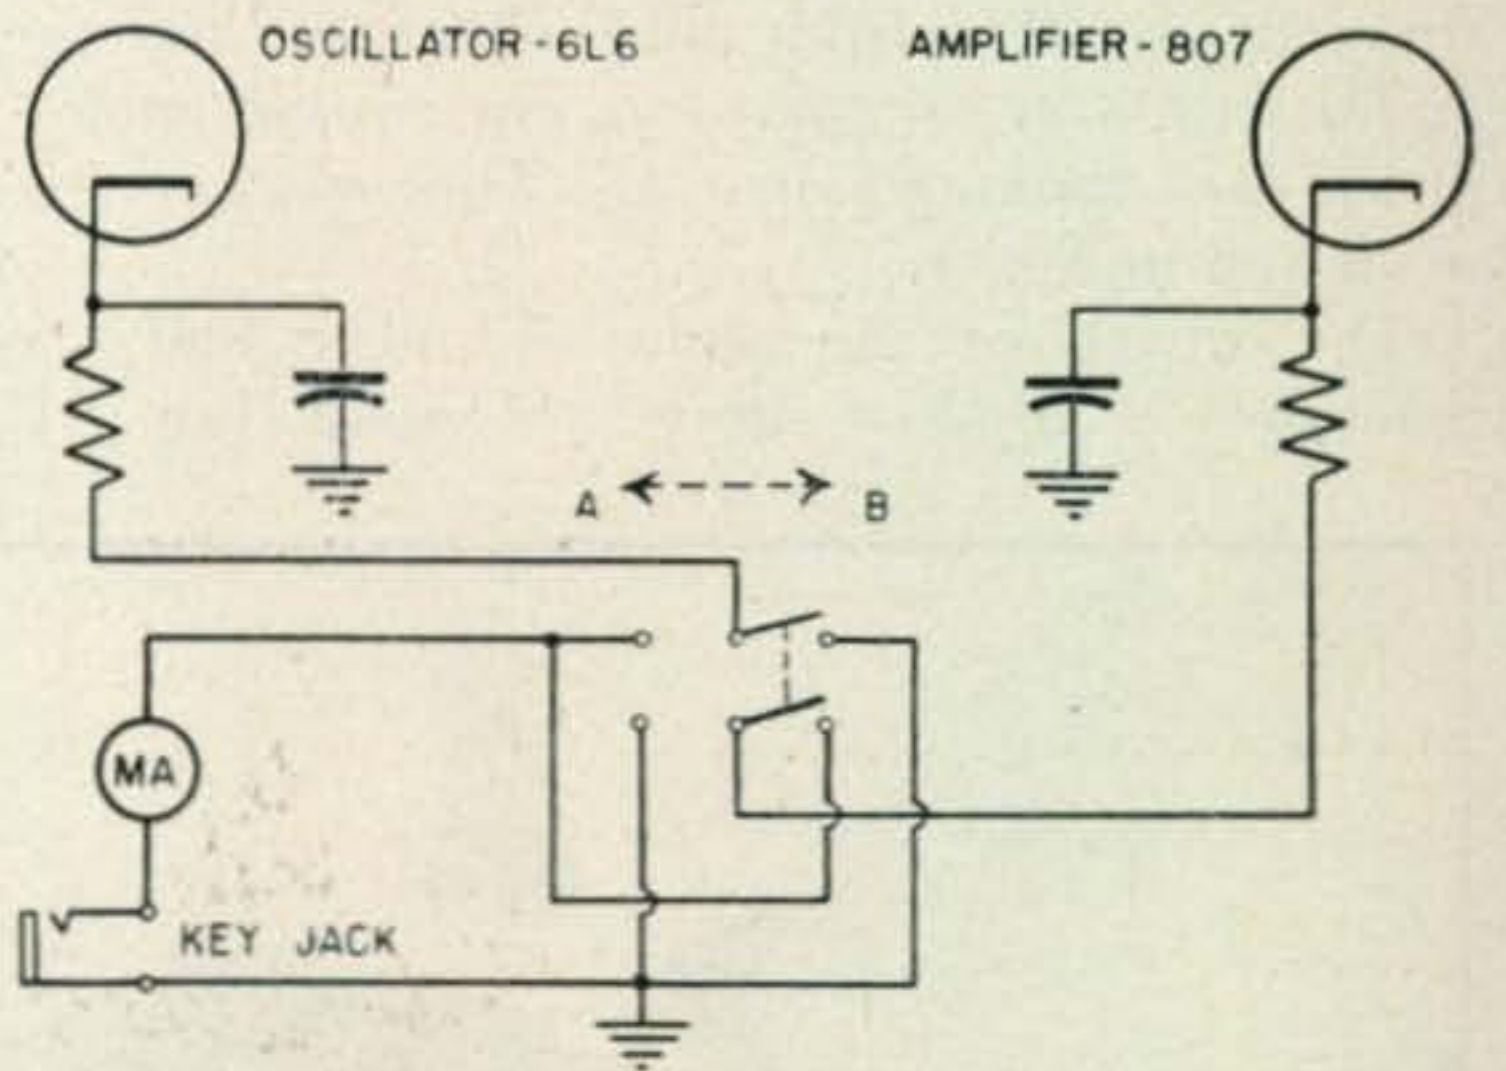 OSCILLATOR - 6L6
AMPLIFIER - 807
A
B
MA
KEY JACK